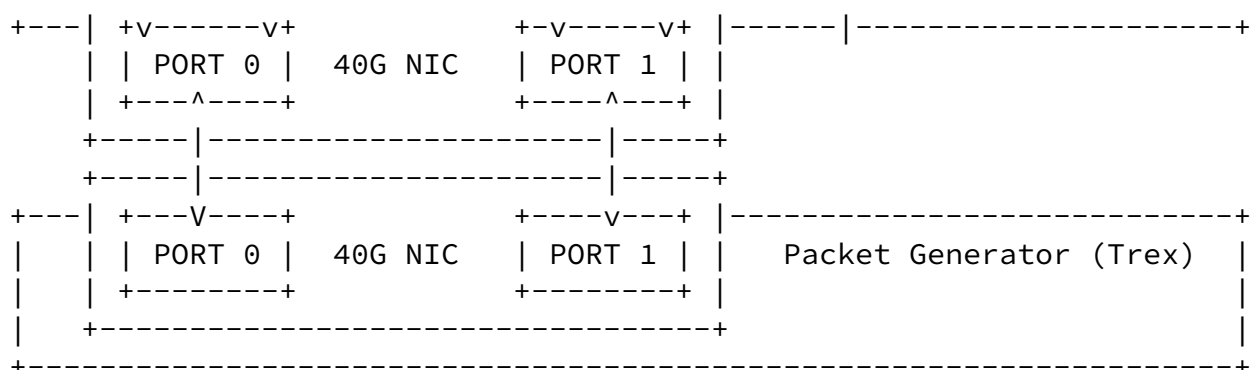 +---| +v------v+             +-v-----v+ |------|---------------------+
    | | PORT 0 |  40G NIC   | PORT 1 | |
    | +---^----+            +----^---+ |
    +-----|----------------------|-----+
    +-----|----------------------|-----+
+---| +---V----+            +----v---+ |----------------------------+
|   | | PORT 0 |  40G NIC   | PORT 1 | |   Packet Generator (Trex)  |
|   | +--------+            +--------+ |                            |
|   +----------------------------------+                            |
+-------------------------------------------------------------------+